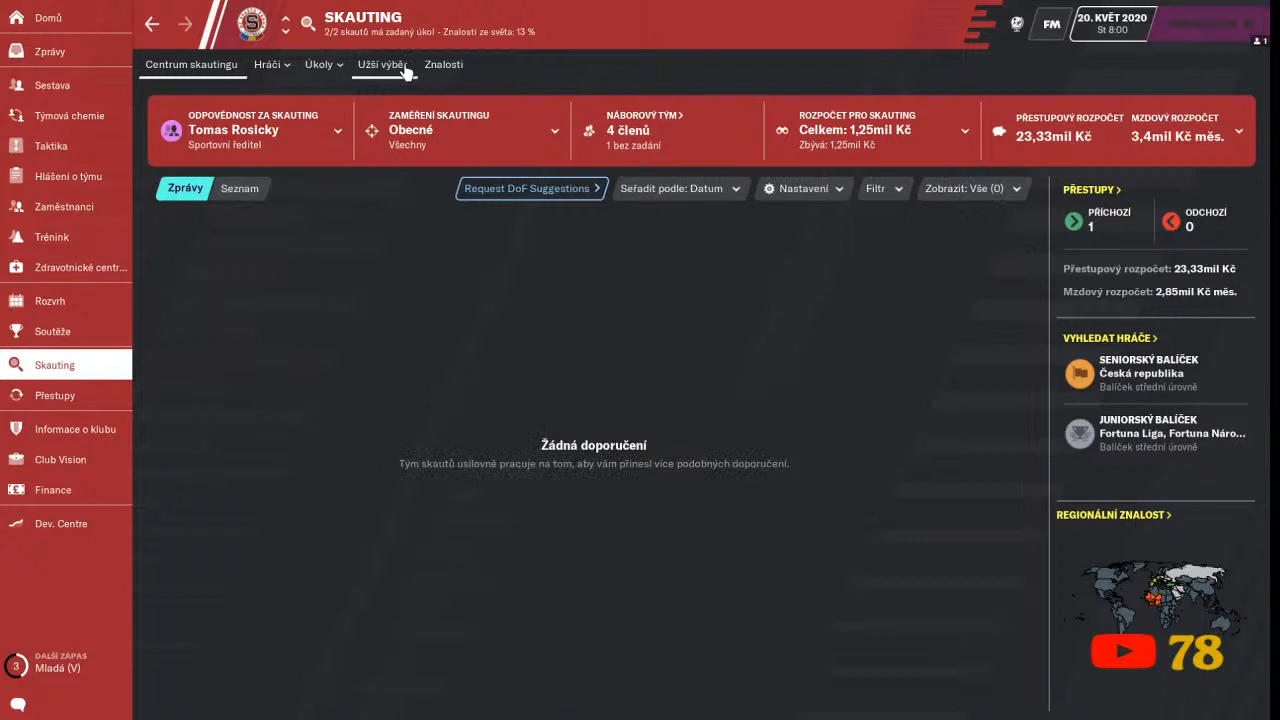 Domů
Zprávy
Sestava
Týmová chemie
Taktika
Hlášení o týmu
Zaměstnanci
Trénink
Zdravotnické centr...
Rozvrh
Soutěže
Skauting
Přestupy
Informace o klubu
Club Vision
Finance
Dev. Centre
3
DALŠÍ ZÁPAS
Mladá (V)
SKAUTING
2/2 skautů má zadaný úkol - Znalosti ze světa: 13 %
FM
20. KVĚT 2020
St 8:00
1
Centrum skautingu
Hráči
Úkoly
Užší výběr
Znalosti
ODPOVĚDNOST ZA SKAUTING
Tomas Rosicky
Sportovní ředitel
ZAMĚŘENÍ SKAUTINGU
Obecné
Všechny
NÁBOROVÝ TÝM
4 členů
1 bez zadání
ROZPOČET PRO SKAUTING
Celkem: 1,25mil Kč
Zbývá: 1,25mil Kč
PŘESTUPOVÝ ROZPOČET
23,33mil Kč
MZDOVÝ ROZPOČET
3,4mil Kč měs.
Zprávy
Seznam
Request DoF Suggestions
Seřadit podle: Datum
Nastavení
Filtr
Zobrazit: Vše (0)
Žádná doporučení
Tým skautů usilovně pracuje na tom, aby vám přinesl více podobných doporučení.
PŘESTUPY
PŘÍCHOZÍ
1
ODCHOZÍ
0
Přestupový rozpočet: 23,33mil Kč
Mzdový rozpočet: 2,85mil Kč měs.
VYHLEDAT HRÁČE
SENIORSKÝ BALÍČEK
Česká republika
Balíček střední úrovně
JUNIORSKÝ BALÍČEK
Fortuna Liga, Fortuna Náro...
Balíček střední úrovně
REGIONÁLNÍ ZNALOST
78